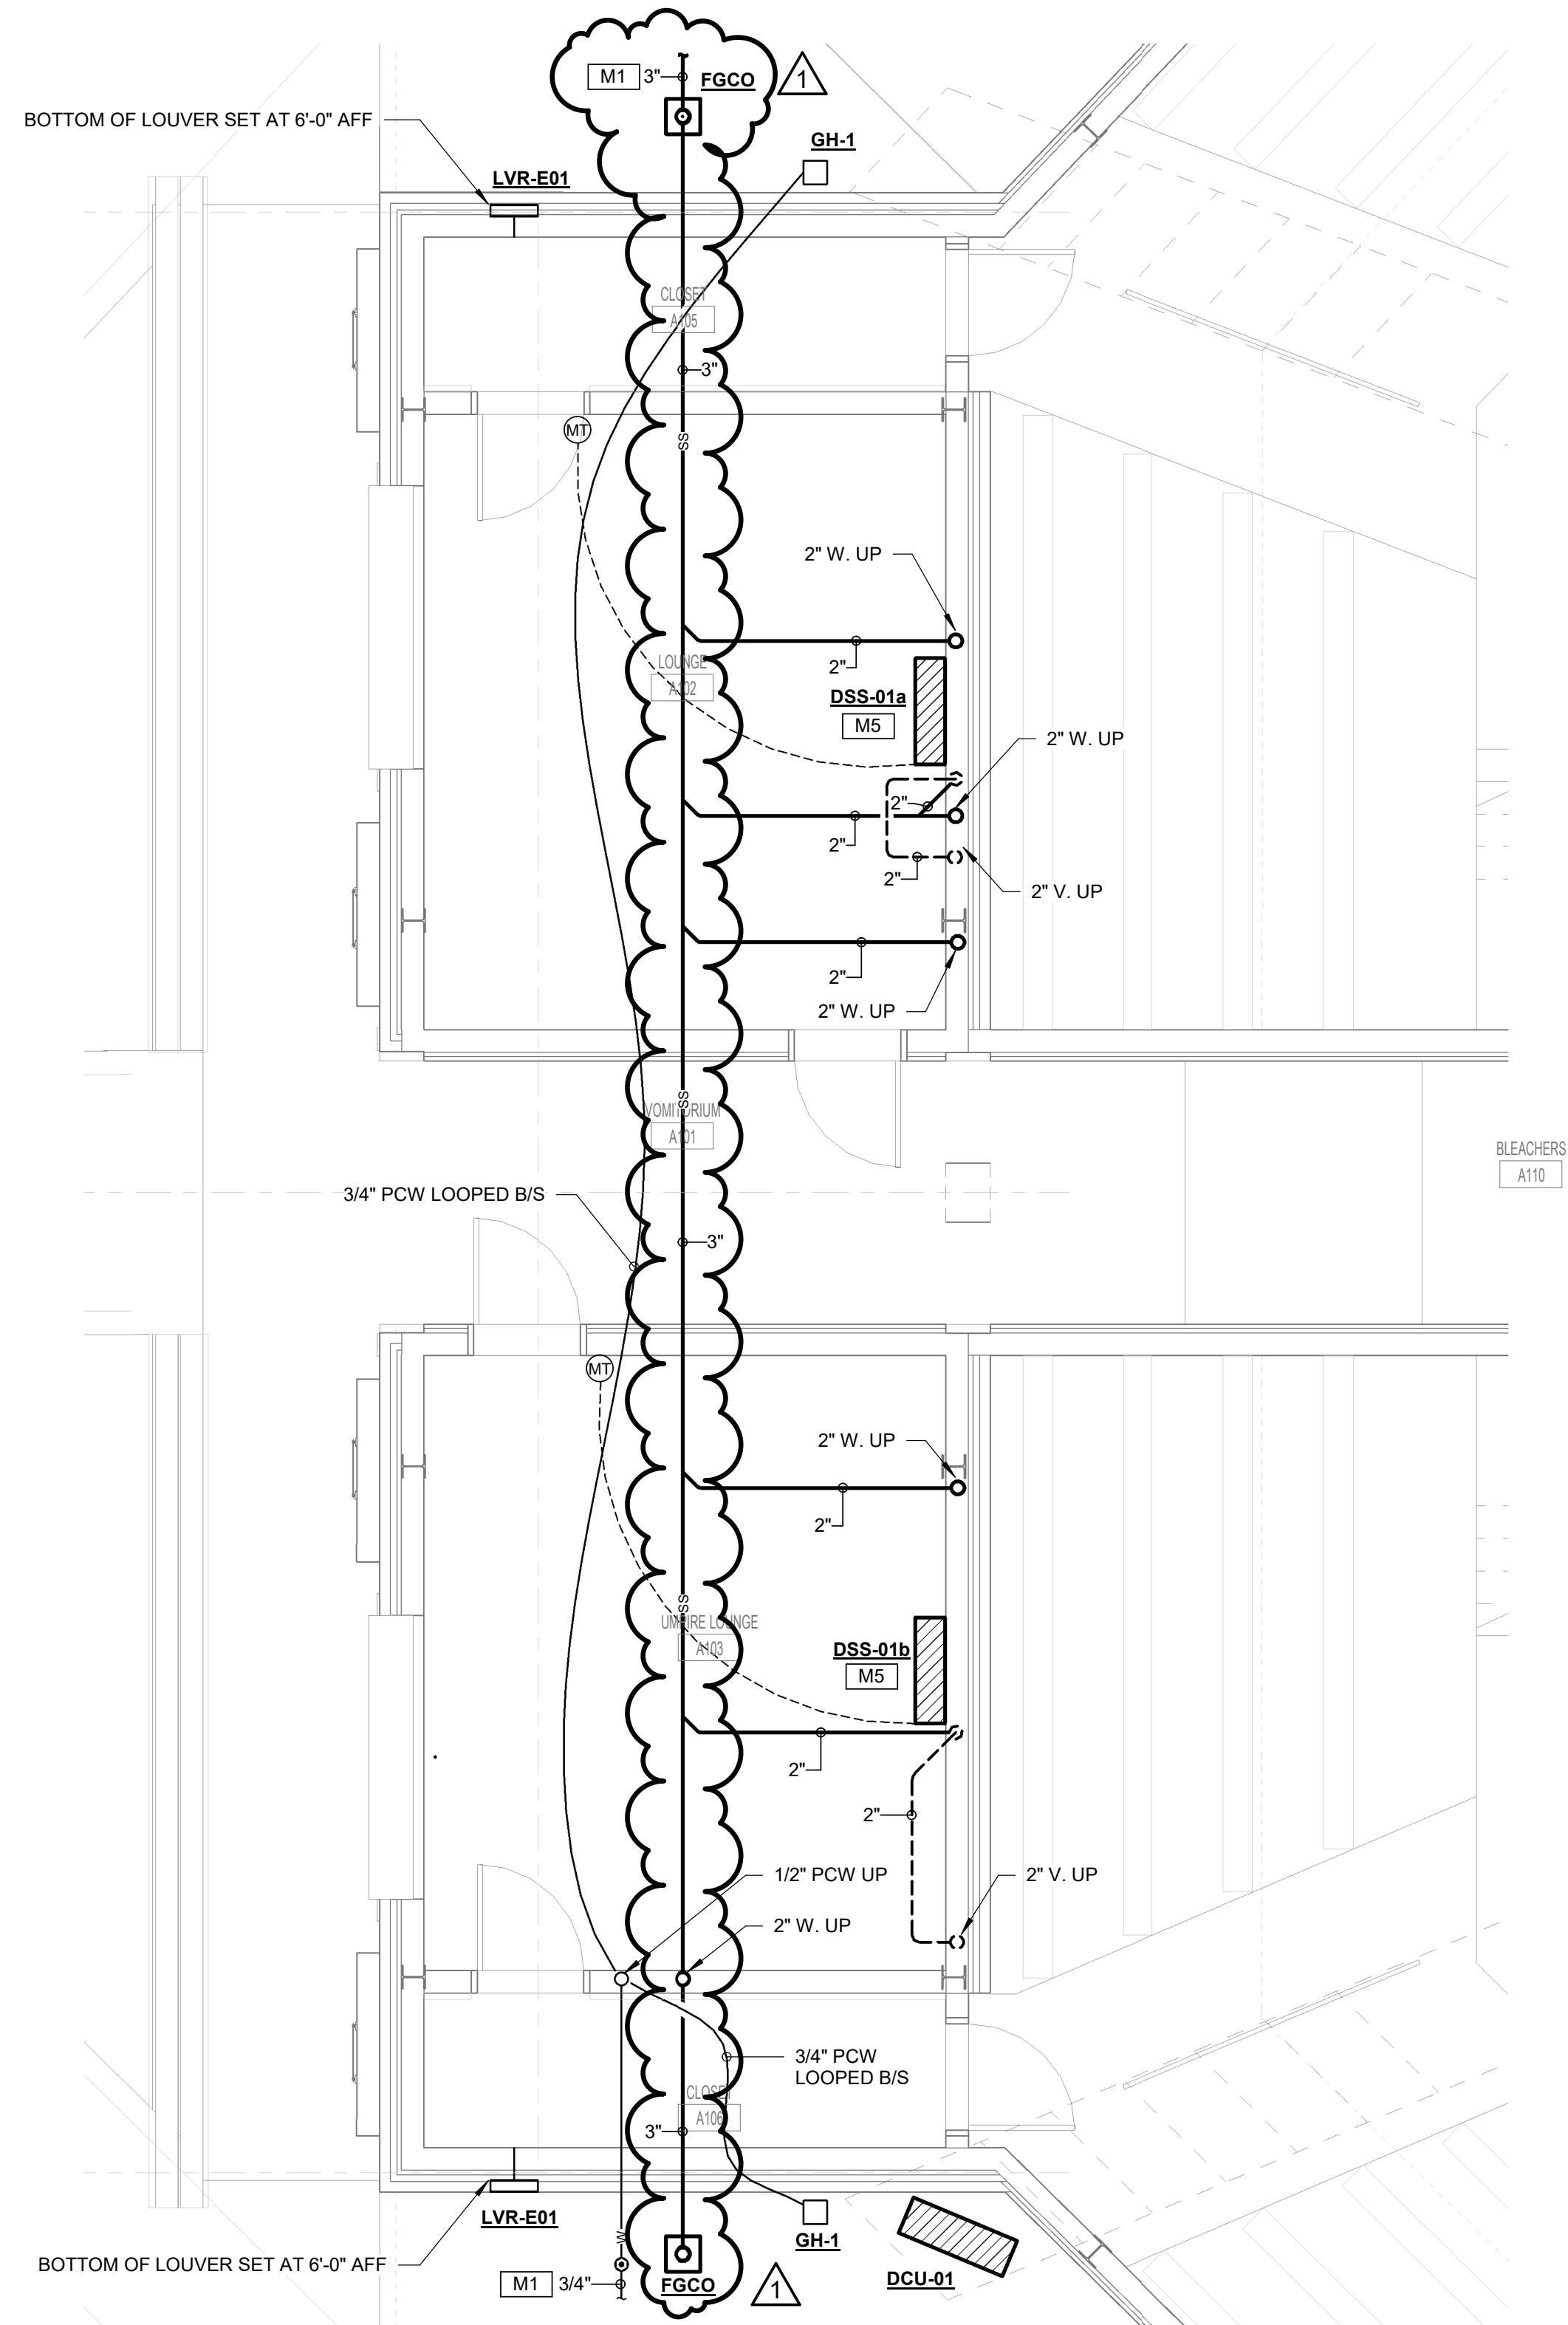 M1 3" FGCO 1
BOTTOM OF LOUVER SET AT 6'-0" AFF
GH-1
LVR-E01
CLOSET
A105
3"
MT
SS
2" W. UP
2"
LOUNGE
A102
DSS-01a
M5
2" W. UP
2"
2"
2"
2" V. UP
2"
2" W. UP
SS
VOMITORIUM
A101
BLEACHERS
A110
3/4" PCW LOOPED B/S
3"
MT
2" W. UP
2"
SS
UMPIRE LOUNGE
A103
DSS-01b
M5
2"
2"
1/2" PCW UP
2" V. UP
2" W. UP
3/4" PCW
LOOPED B/S
CLOSET
A106
3"
LVR-E01
W
GH-1
BOTTOM OF LOUVER SET AT 6'-0" AFF
M1 3/4"
FGCO
1
DCU-01